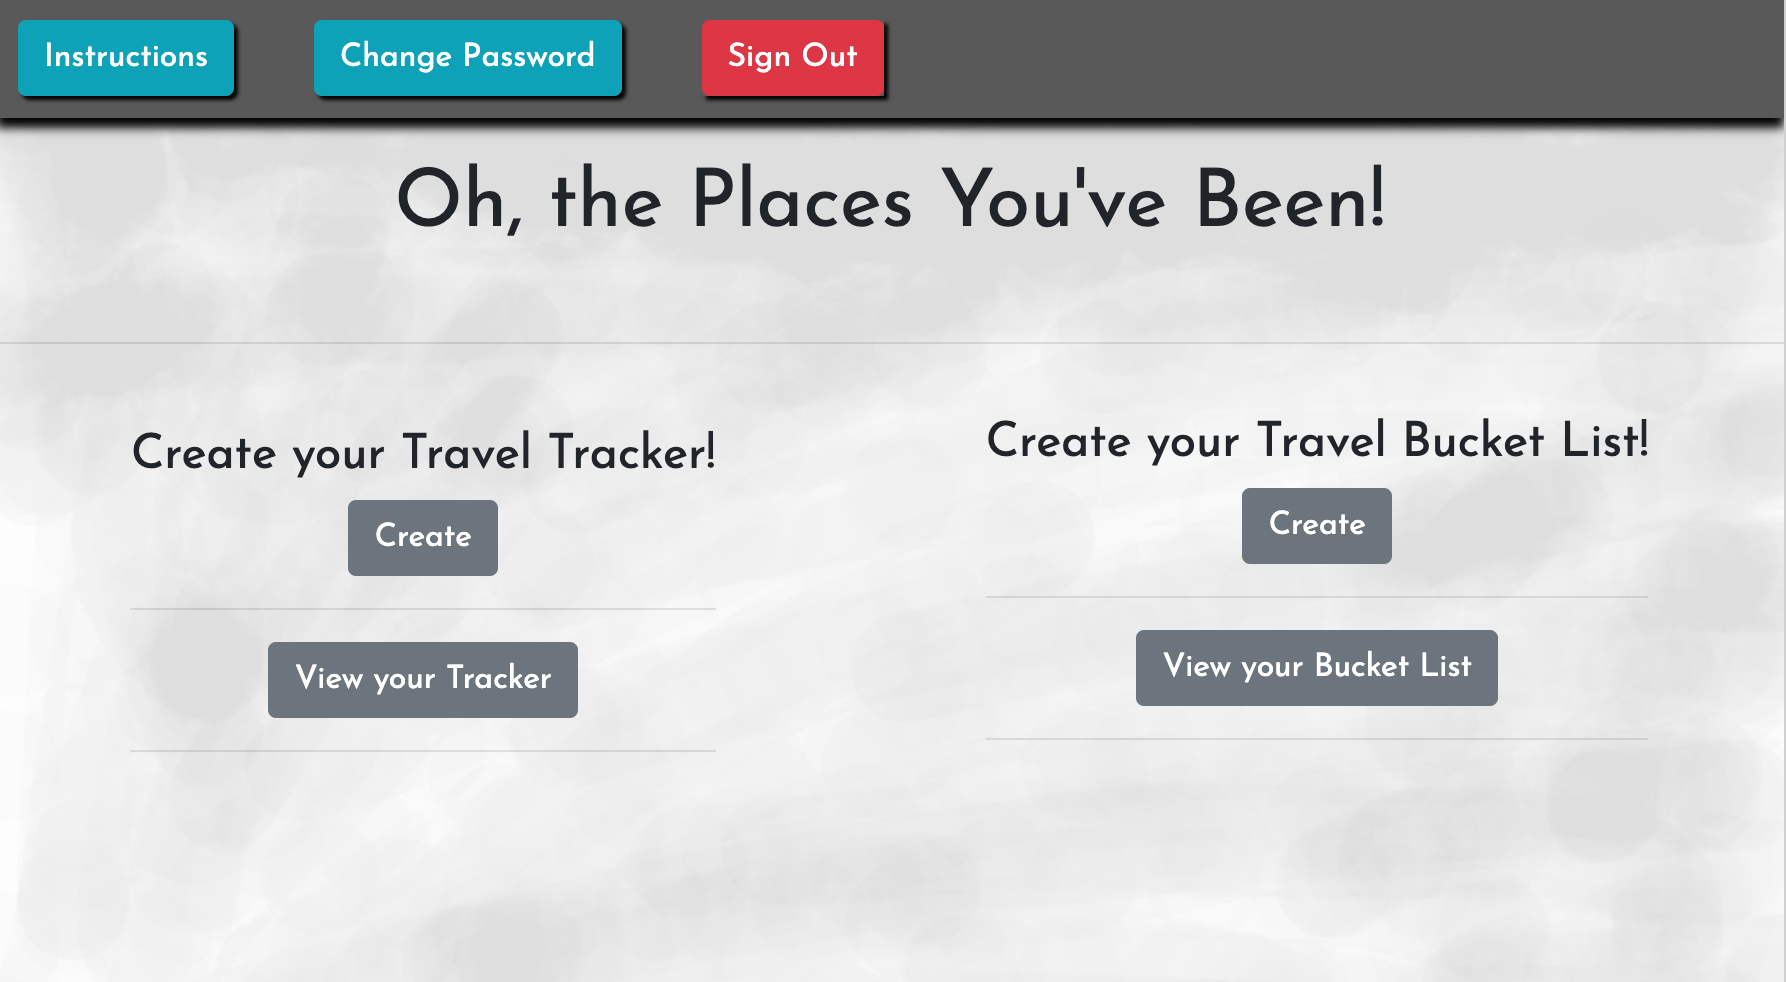 Instructions
Change Password
Sign Out
Oh, the Places You've Been!
Create your Travel Tracker!
Create
View your Tracker
Create your Travel Bucket List!
Create
View your Bucket List